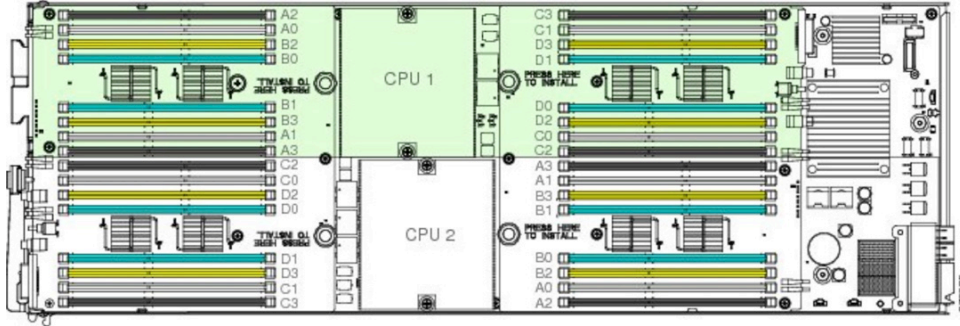 A2
A0
B2
B0
TO INSTALL
PRESS HERE
B1
B3
A1
A3
C2
C0
D2
D0
TO INSTALL
PRESS HERE
D1
D3
C1
C3
CPU 1
CPU 2
C3
C1
D3
D1
PRESS HERE
TO INSTALL
D0
D2
C0
C2
A3
A1
B3
B1
PRESS HERE
TO INSTALL
B0
B2
A0
A2